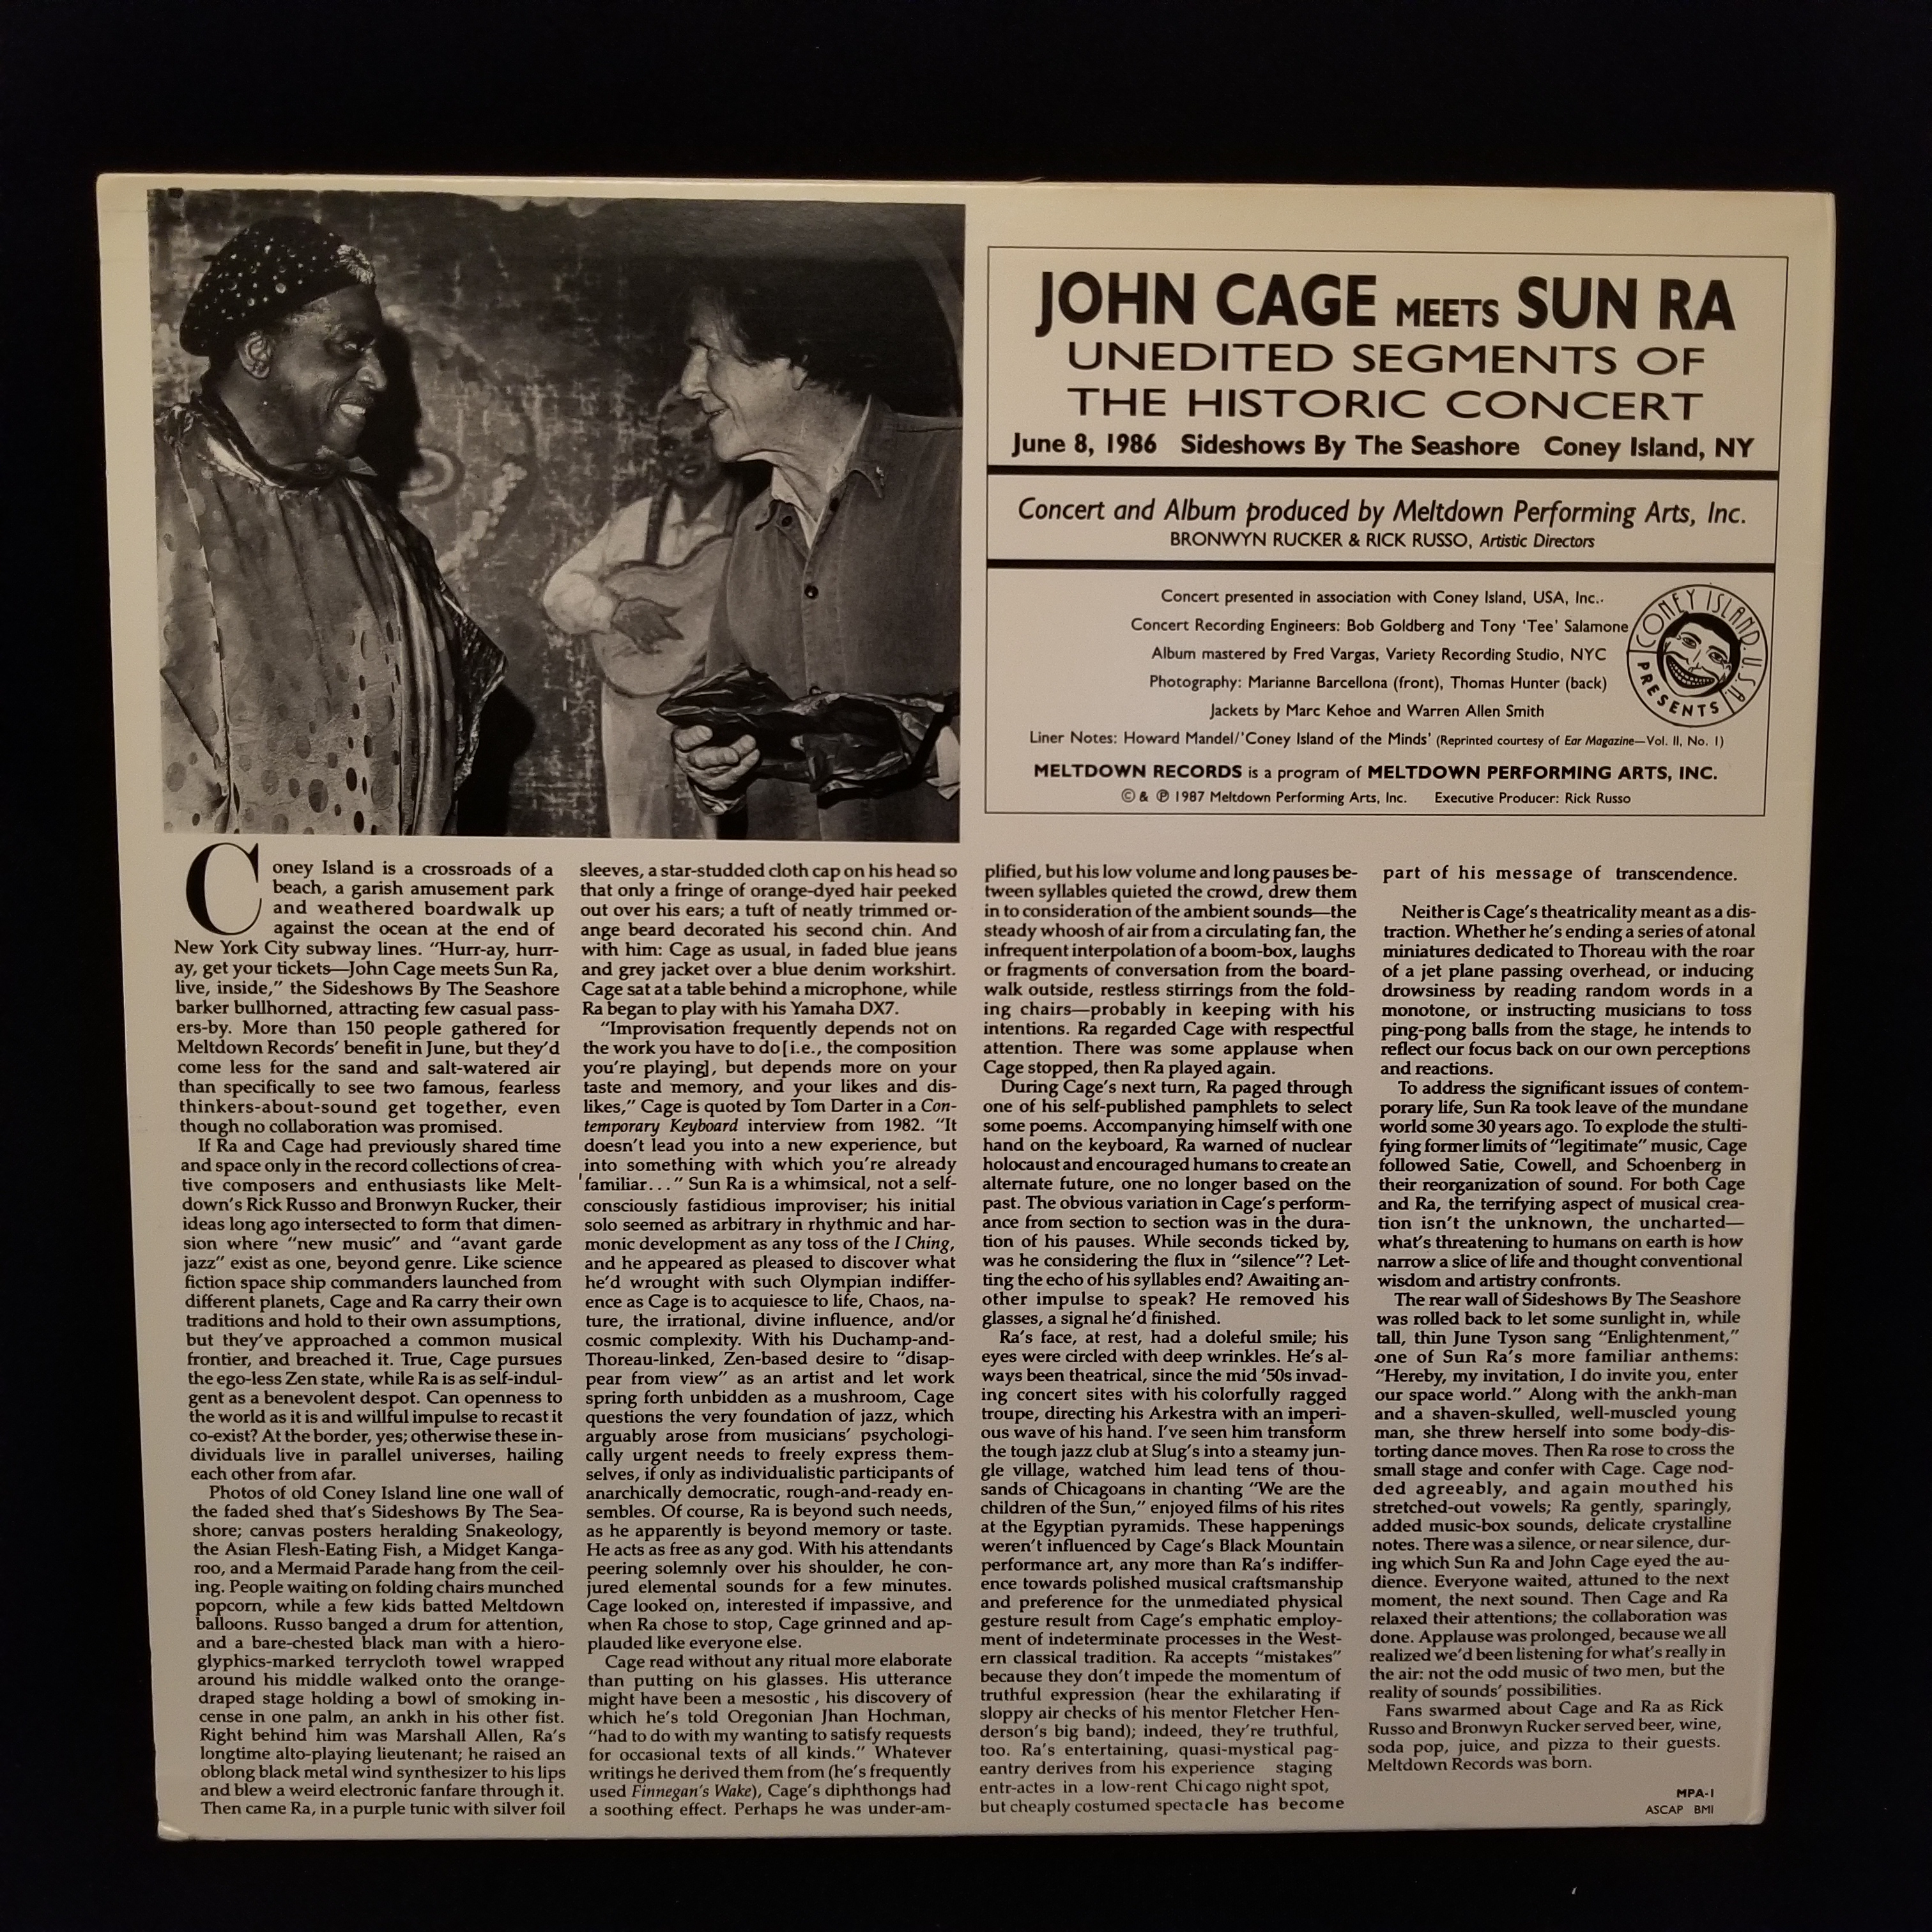 JOHN CAGE MEETS SUN RA
UNEDITED SEGMENTS OF
THE HISTORIC CONCERT
June 8, 1986 Sideshows By The Seashore Coney Island, NY
Concert and Album produced by Meltdown Performing Arts, Inc.
BRONWYN RUCKER & RICK RUSSO, Artistic Directors
Concert presented in association with Coney Island, USA, Inc..
Concert Recording Engineers: Bob Goldberg and Tony 'Tee' Salamone
Album mastered by Fred Vargas, Variety Recording Studio, NYC
Photography: Marianne Barcellona (front), Thomas Hunter (back)
Jackets by Marc Kehoe and Warren Allen Smith
Liner Notes: Howard Mandel/'Coney Island of the Minds' (Reprinted courtesy of Ear Magazine—Vol. II, No. 1)
MELTDOWN RECORDS is a program of MELTDOWN PERFORMING ARTS, INC.
© & ℗ 1987 Meltdown Performing Arts, Inc. Executive Producer: Rick Russo
CONEY ISLAND U.S.A.
PRESENTS
Coney Island is a crossroads of a
beach, a garish amusement park
and weathered boardwalk up
against the ocean at the end of
New York City subway lines. "Hurr-ay, hurr-
ay, get your tickets—John Cage meets Sun Ra,
live, inside," the Sideshows By The Seashore
barker bullhorned, attracting few casual pass-
ers-by. More than 150 people gathered for
Meltdown Records' benefit in June, but they'd
come less for the sand and salt-watered air
than specifically to see two famous, fearless
thinkers-about-sound get together, even
though no collaboration was promised.
If Ra and Cage had previously shared time
and space only in the record collections of crea-
tive composers and enthusiasts like Melt-
down's Rick Russo and Bronwyn Rucker, their
ideas long ago intersected to form that dimen-
sion where "new music" and "avant garde
jazz" exist as one, beyond genre. Like science
fiction space ship commanders launched from
different planets, Cage and Ra carry their own
traditions and hold to their own assumptions,
but they've approached a common musical
frontier, and breached it. True, Cage pursues
the ego-less Zen state, while Ra is as self-indul-
gent as a benevolent despot. Can openness to
the world as it is and willful impulse to recast it
co-exist? At the border, yes; otherwise these in-
dividuals live in parallel universes, hailing
each other from afar.
Photos of old Coney Island line one wall of
the faded shed that's Sideshows By The Sea-
shore; canvas posters heralding Snakeology,
the Asian Flesh-Eating Fish, a Midget Kanga-
roo, and a Mermaid Parade hang from the ceil-
ing. People waiting on folding chairs munched
popcorn, while a few kids batted Meltdown
balloons. Russo banged a drum for attention,
and a bare-chested black man with a hiero-
glyphics-marked terrycloth towel wrapped
around his middle walked onto the orange-
draped stage holding a bowl of smoking in-
cense in one palm, an ankh in his other fist.
Right behind him was Marshall Allen, Ra's
longtime alto-playing lieutenant; he raised an
oblong black metal wind synthesizer to his lips
and blew a weird electronic fanfare through it.
Then came Ra, in a purple tunic with silver foil
sleeves, a star-studded cloth cap on his head so
that only a fringe of orange-dyed hair peeked
out over his ears; a tuft of neatly trimmed or-
ange beard decorated his second chin. And
with him: Cage as usual, in faded blue jeans
and grey jacket over a blue denim workshirt.
Cage sat at a table behind a microphone, while
Ra began to play with his Yamaha DX7.
"Improvisation frequently depends not on
the work you have to do[i.e., the composition
you're playing], but depends more on your
taste and memory, and your likes and dis-
likes," Cage is quoted by Tom Darter in a Con-
temporary Keyboard interview from 1982. "It
doesn't lead you into a new experience, but
into something with which you're already
'familiar..." Sun Ra is a whimsical, not a self-
consciously fastidious improviser; his initial
solo seemed as arbitrary in rhythmic and har-
monic development as any toss of the I Ching,
and he appeared as pleased to discover what
he'd wrought with such Olympian indiffer-
ence as Cage is to acquiesce to life, Chaos, na-
ture, the irrational, divine influence, and/or
cosmic complexity. With his Duchamp-and-
Thoreau-linked, Zen-based desire to "disap-
pear from view" as an artist and let work
spring forth unbidden as a mushroom, Cage
questions the very foundation of jazz, which
arguably arose from musicians' psychologi-
cally urgent needs to freely express them-
selves, if only as individualistic participants of
anarchically democratic, rough-and-ready en-
sembles. Of course, Ra is beyond such needs,
as he apparently is beyond memory or taste.
He acts as free as any god. With his attendants
peering solemnly over his shoulder, he con-
jured elemental sounds for a few minutes.
Cage looked on, interested if impassive, and
when Ra chose to stop, Cage grinned and ap-
plauded like everyone else.
Cage read without any ritual more elaborate
than putting on his glasses. His utterance
might have been a mesostic , his discovery of
which he's told Oregonian Jhan Hochman,
"had to do with my wanting to satisfy requests
for occasional texts of all kinds." Whatever
writings he derived them from (he's frequently
used Finnegan's Wake), Cage's diphthongs had
a soothing effect. Perhaps he was under-am-
plified, but his low volume and long pauses be-
tween syllables quieted the crowd, drew them
in to consideration of the ambient sounds—the
steady whoosh of air from a circulating fan, the
infrequent interpolation of a boom-box, laughs
or fragments of conversation from the board-
walk outside, restless stirrings from the fold-
ing chairs—probably in keeping with his
intentions. Ra regarded Cage with respectful
attention. There was some applause when
Cage stopped, then Ra played again.
During Cage's next turn, Ra paged through
one of his self-published pamphlets to select
some poems. Accompanying himself with one
hand on the keyboard, Ra warned of nuclear
holocaust and encouraged humans to create an
alternate future, one no longer based on the
past. The obvious variation in Cage's perform-
ance from section to section was in the dura-
tion of his pauses. While seconds ticked by,
was he considering the flux in "silence"? Let-
ting the echo of his syllables end? Awaiting an-
other impulse to speak? He removed his
glasses, a signal he'd finished.
Ra's face, at rest, had a doleful smile; his
eyes were circled with deep wrinkles. He's al-
ways been theatrical, since the mid '50s invad-
ing concert sites with his colorfully ragged
troupe, directing his Arkestra with an imperi-
ous wave of his hand. I've seen him transform
the tough jazz club at Slug's into a steamy jun-
gle village, watched him lead tens of thou-
sands of Chicagoans in chanting "We are the
children of the Sun," enjoyed films of his rites
at the Egyptian pyramids. These happenings
weren't influenced by Cage's Black Mountain
performance art, any more than Ra's indiffer-
ence towards polished musical craftsmanship
and preference for the unmediated physical
gesture result from Cage's emphatic employ-
ment of indeterminate processes in the West-
ern classical tradition. Ra accepts "mistakes"
because they don't impede the momentum of
truthful expression (hear the exhilarating if
sloppy air checks of his mentor Fletcher Hen-
derson's big band); indeed, they're truthful,
too. Ra's entertaining, quasi-mystical pag-
eantry derives from his experience staging
entr-actes in a low-rent Chicago night spot,
but cheaply costumed spectacle has become
part of his message of transcendence.
Neither is Cage's theatricality meant as a dis-
traction. Whether he's ending a series of atonal
miniatures dedicated to Thoreau with the roar
of a jet plane passing overhead, or inducing
drowsiness by reading random words in a
monotone, or instructing musicians to toss
ping-pong balls from the stage, he intends to
reflect our focus back on our own perceptions
and reactions.
To address the significant issues of contem-
porary life, Sun Ra took leave of the mundane
world some 30 years ago. To explode the stulti-
fying former limits of "legitimate" music, Cage
followed Satie, Cowell, and Schoenberg in
their reorganization of sound. For both Cage
and Ra, the terrifying aspect of musical crea-
tion isn't the unknown, the uncharted—
what's threatening to humans on earth is how
narrow a slice of life and thought conventional
wisdom and artistry confronts.
The rear wall of Sideshows By The Seashore
was rolled back to let some sunlight in, while
tall, thin June Tyson sang "Enlightenment,"
one of Sun Ra's more familiar anthems:
"Hereby, my invitation, I do invite you, enter
our space world." Along with the ankh-man
and a shaven-skulled, well-muscled young
man, she threw herself into some body-dis-
torting dance moves. Then Ra rose to cross the
small stage and confer with Cage. Cage nod-
ded agreeably, and again mouthed his
stretched-out vowels; Ra gently, sparingly,
added music-box sounds, delicate crystalline
notes. There was a silence, or near silence, dur-
ing which Sun Ra and John Cage eyed the au-
dience. Everyone waited, attuned to the next
moment, the next sound. Then Cage and Ra
relaxed their attentions; the collaboration was
done. Applause was prolonged, because we all
realized we'd been listening for what's really in
the air: not the odd music of two men, but the
reality of sounds' possibilities.
Fans swarmed about Cage and Ra as Rick
Russo and Bronwyn Rucker served beer, wine,
soda pop, juice, and pizza to their guests.
Meltdown Records was born.
MPA-1
ASCAP BMI